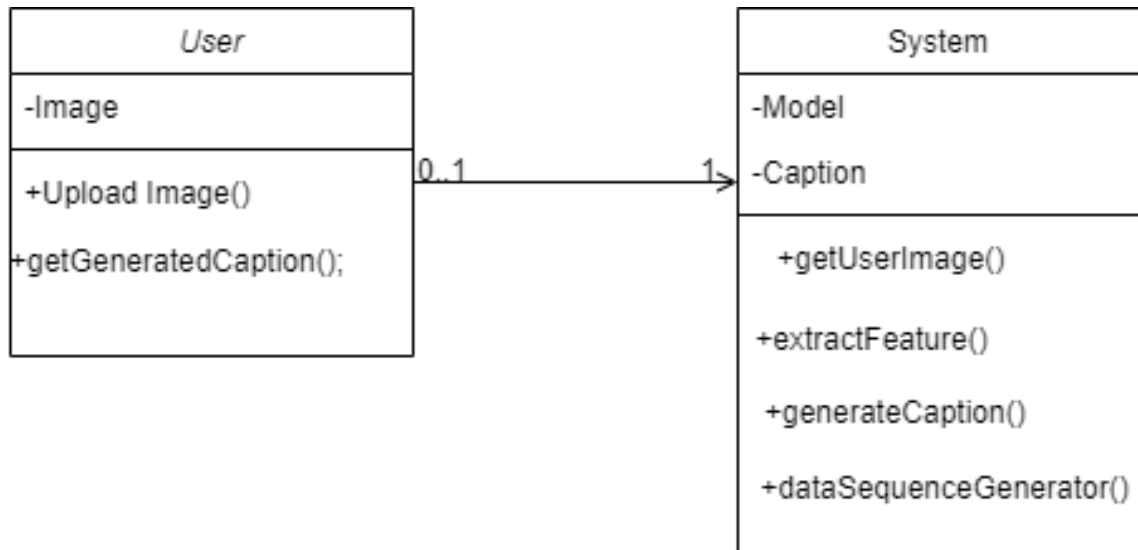 User
-Image
+Upload Image()
+getGeneratedCaption();
0..1
1
System
-Model
-Caption
+getUserImage()
+extractFeature()
+generateCaption()
+dataSequenceGenerator()